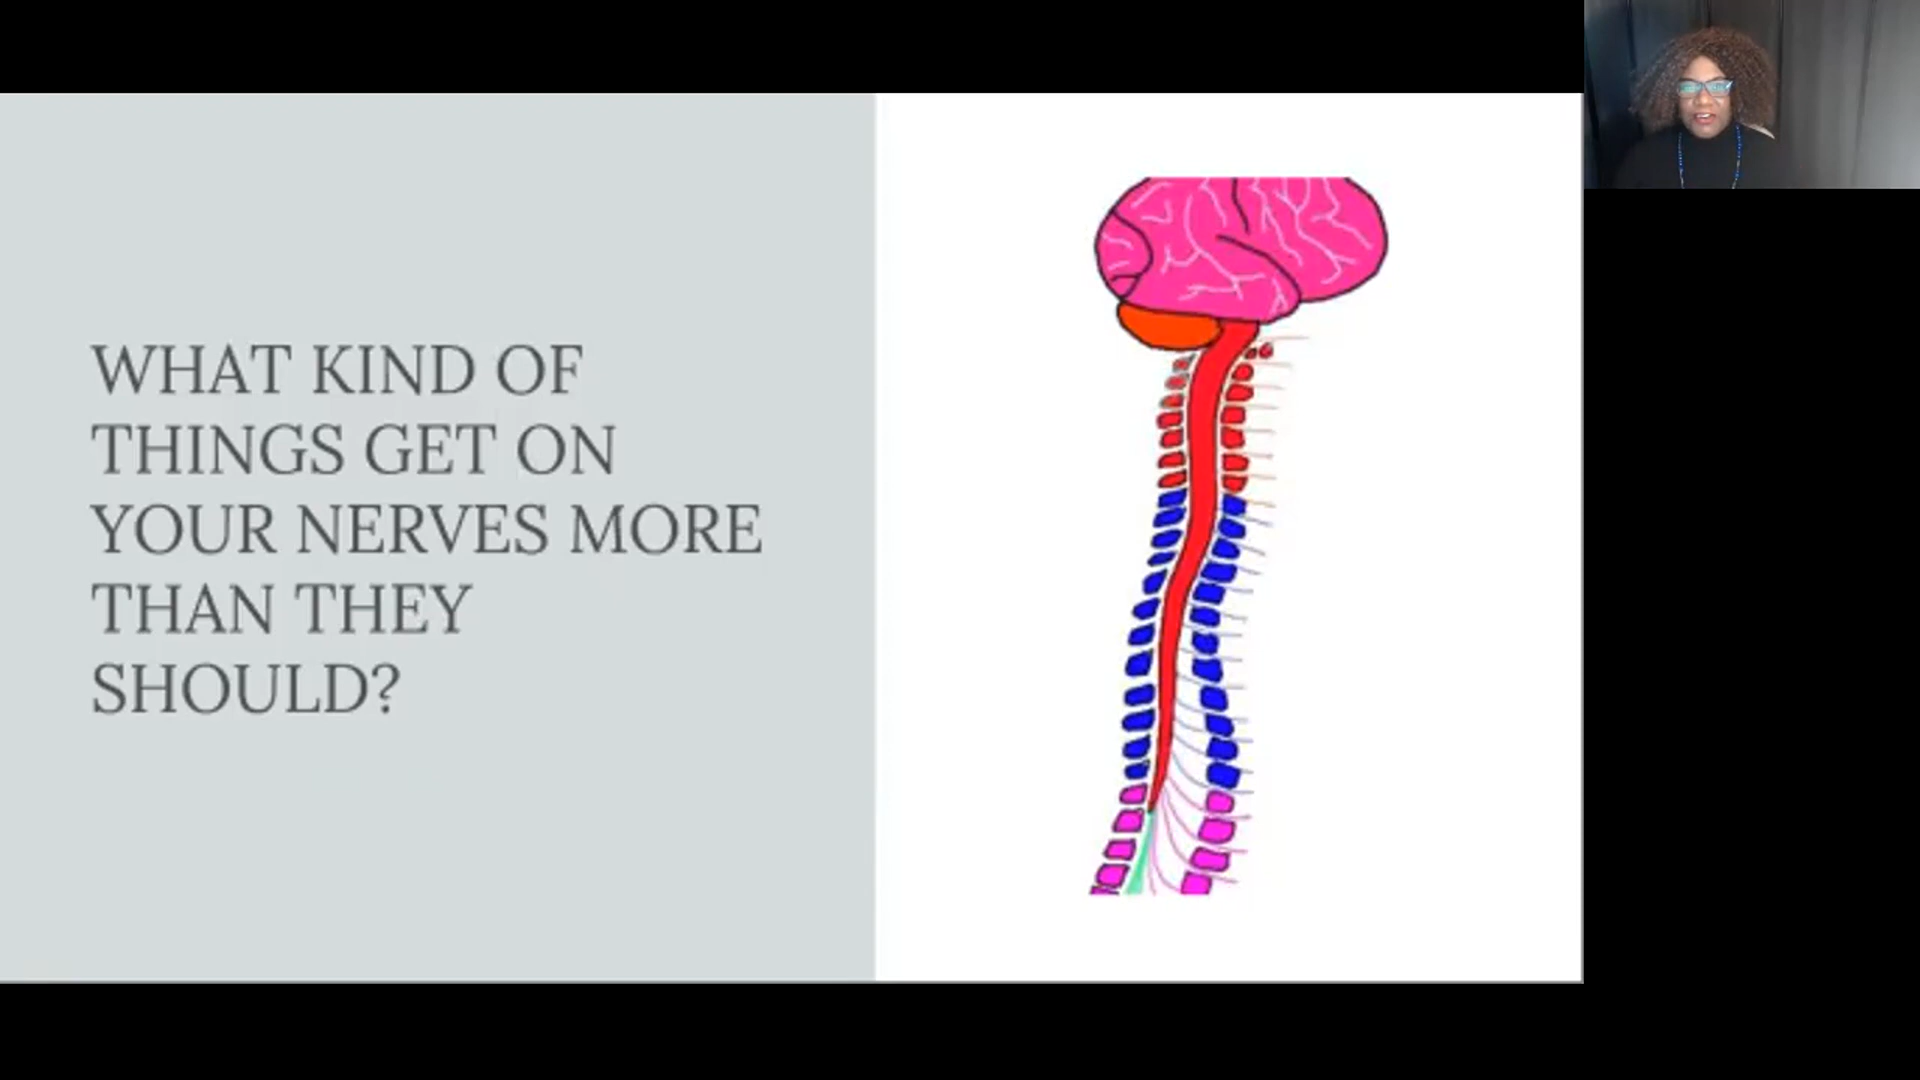 WHAT KIND OF
THINGS GET ON
YOUR NERVES MORE
THAN THEY
SHOULD?